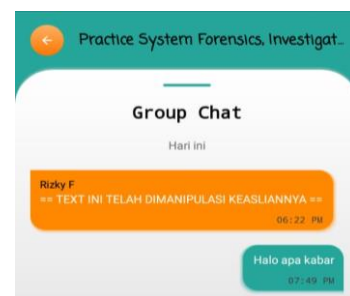 Practice System Forensics, Investigat...
Group Chat
Hari ini
Rizky F
== TEXT INI TELAH DIMANIPULASI KEASLIANNYA ==
06:22 PM
Halo apa kabar
07:49 PM